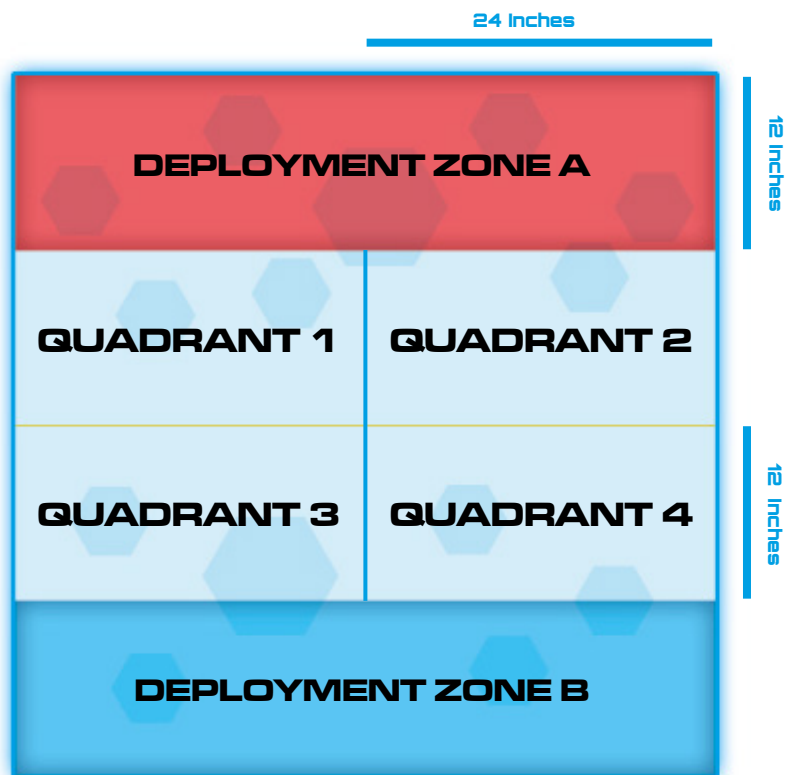 24 Inches
DEPLOYMENT ZONE A
12 Inches
QUADRANT 1
QUADRANT 2
QUADRANT 3
QUADRANT 4
12 Inches
DEPLOYMENT ZONE B